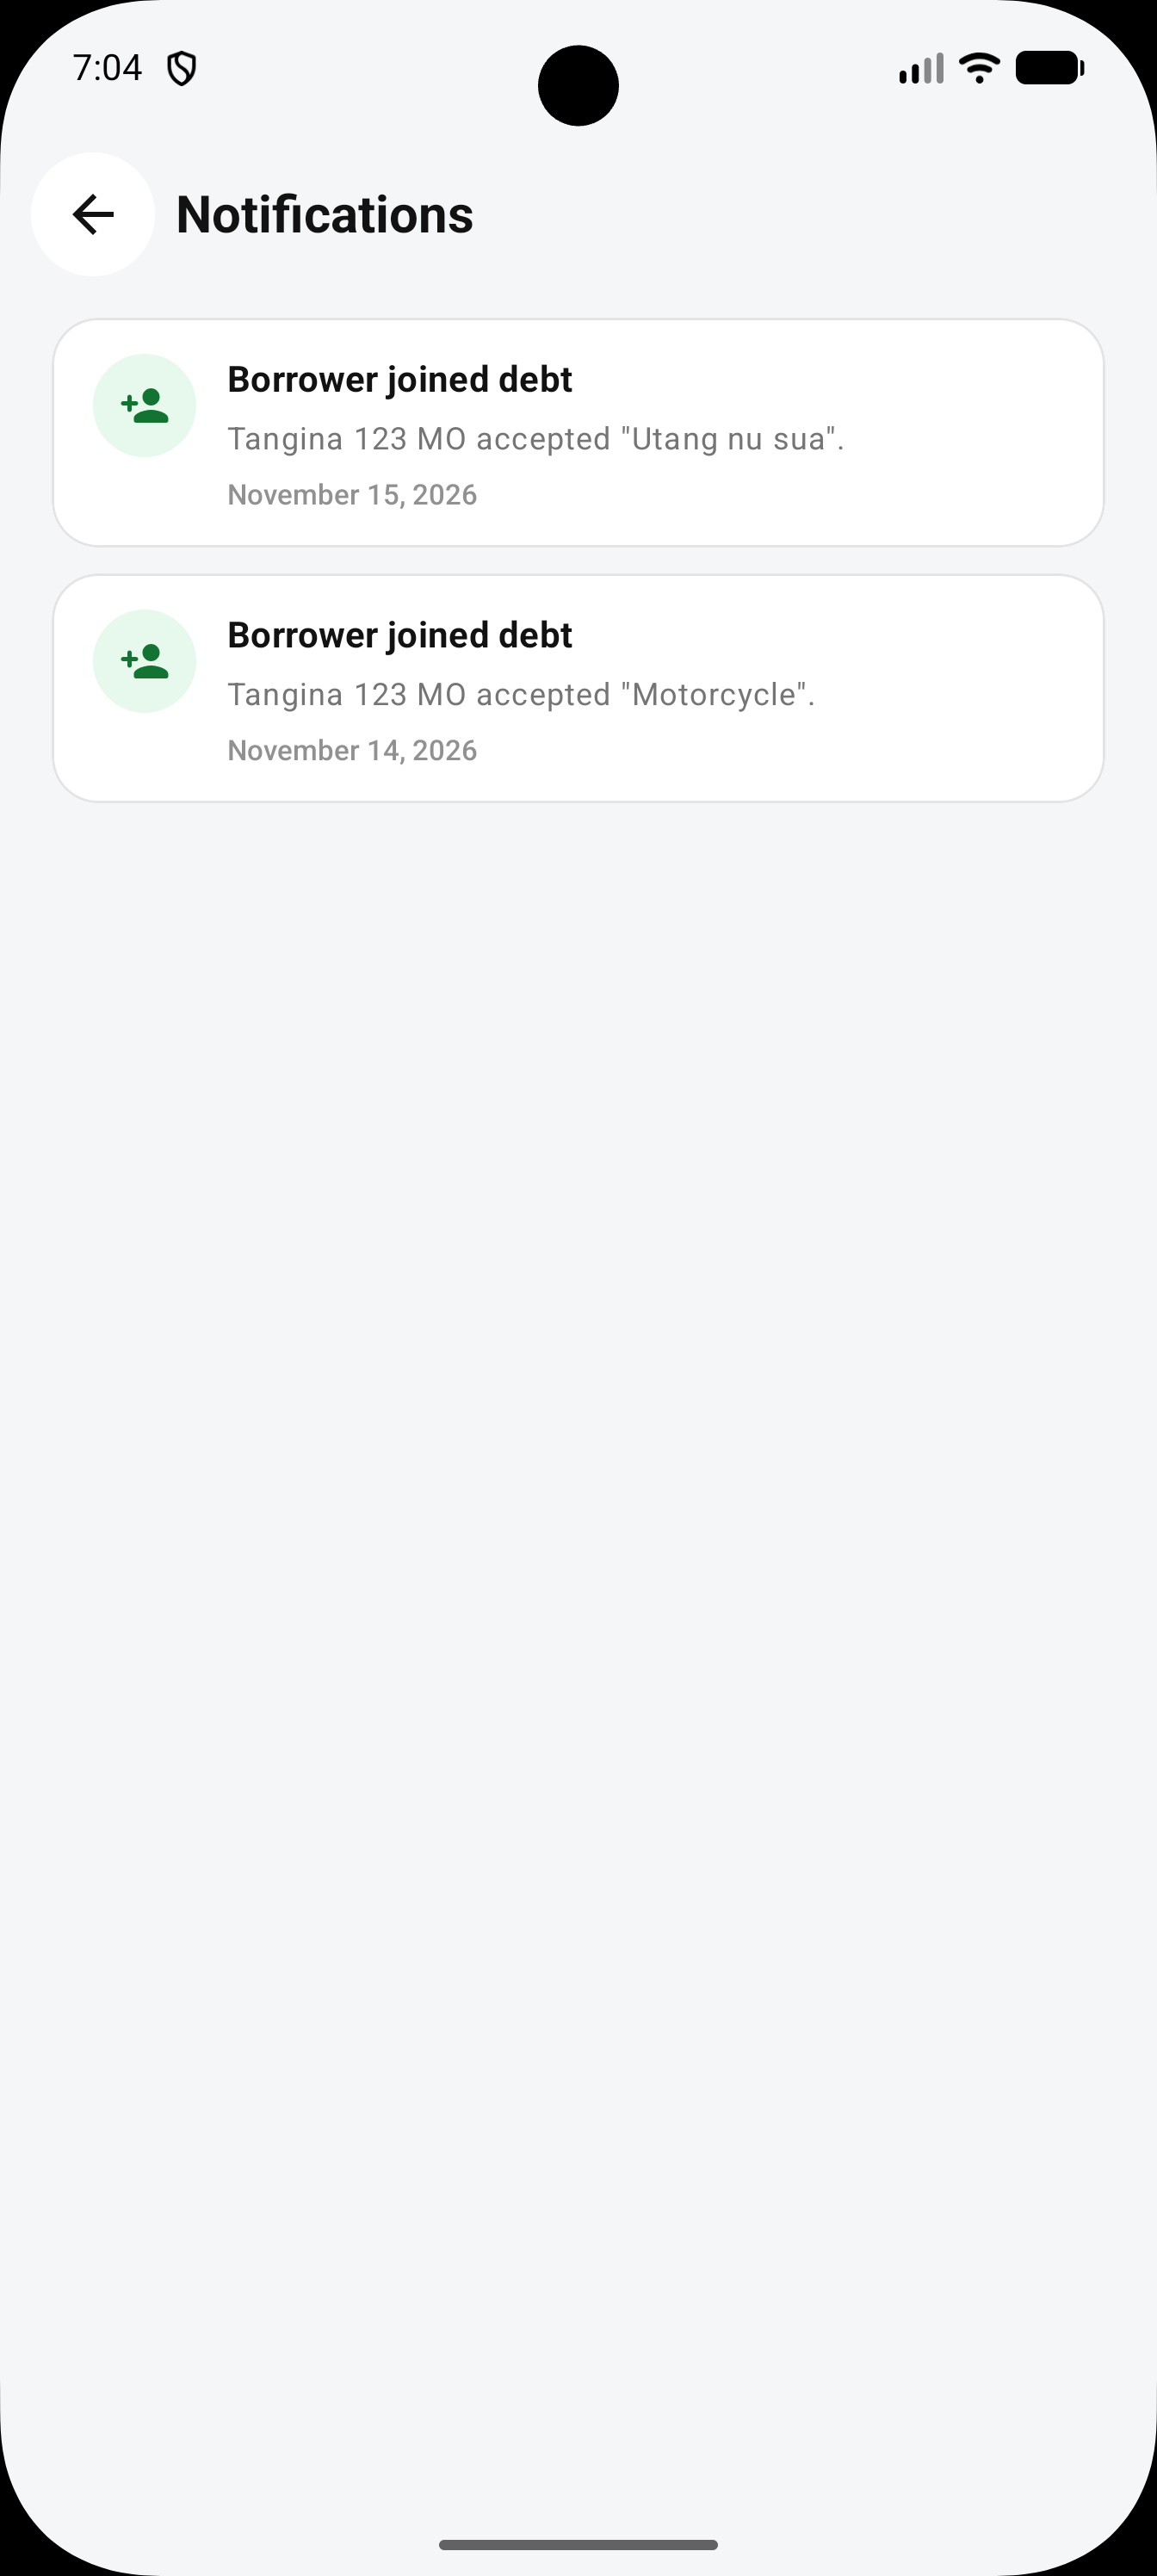 7:04
Notifications
Borrower joined debt
Tangina 123 MO accepted "Utang nu sua".
November 15, 2026
Borrower joined debt
Tangina 123 MO accepted "Motorcycle".
November 14, 2026